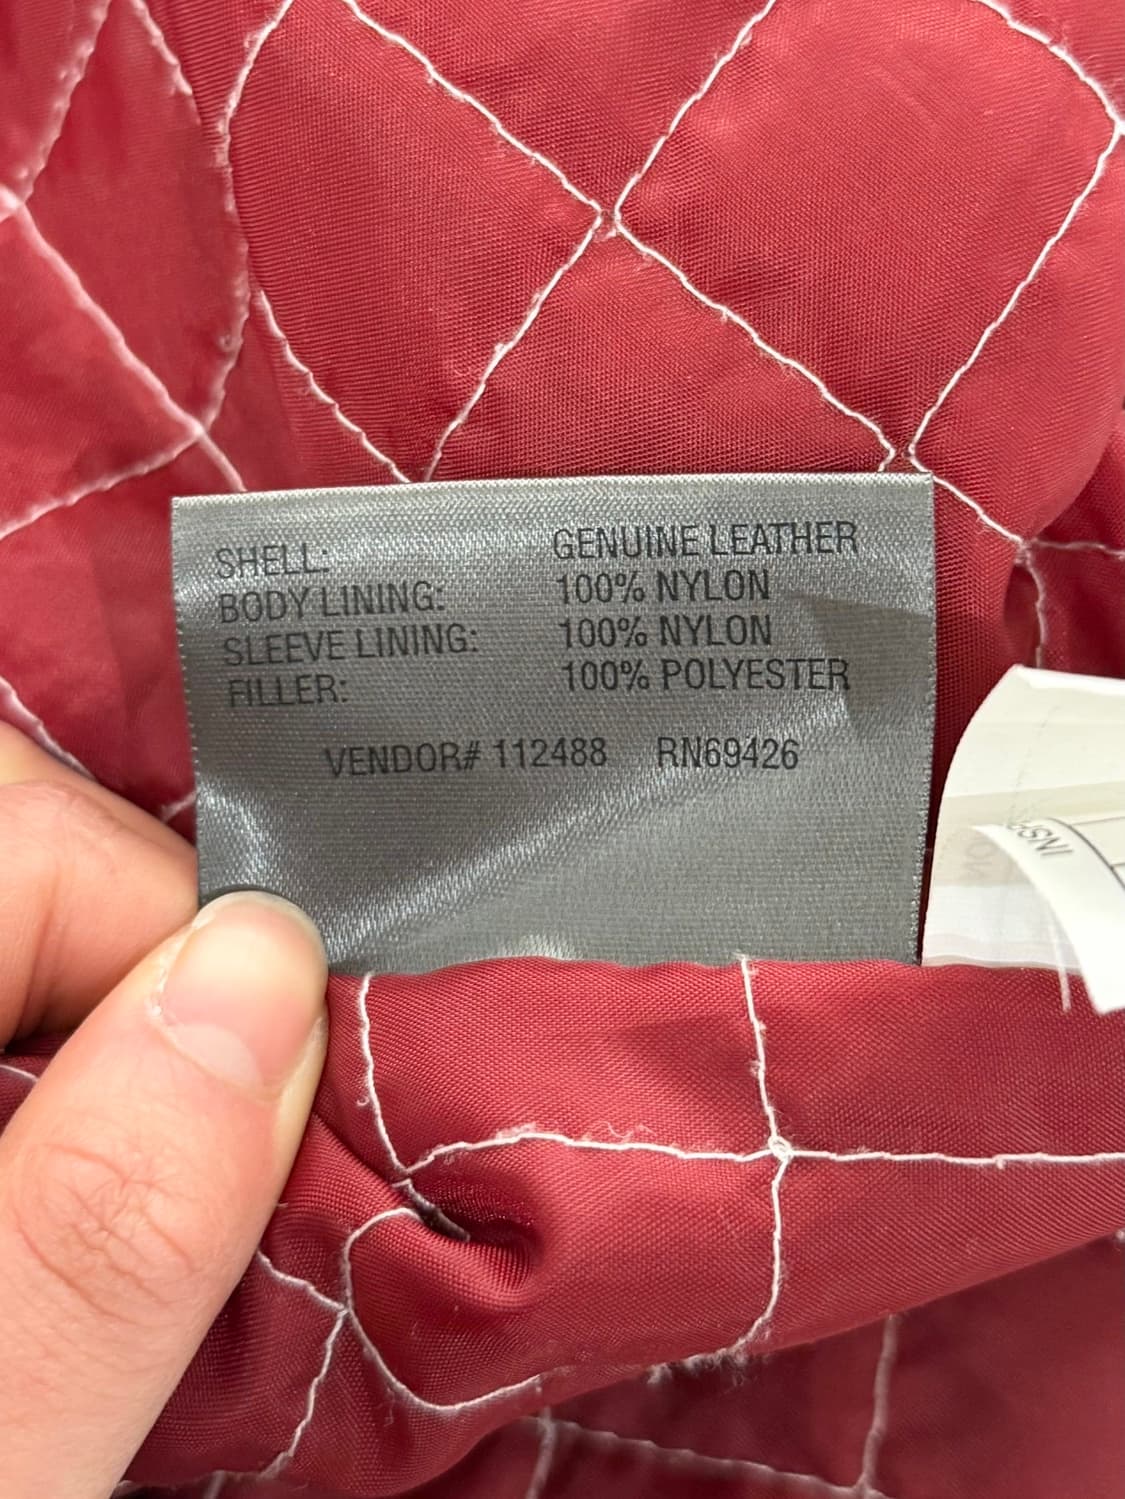 SHELL: GENUINE LEATHER
BODY LINING: 100% NYLON
SLEEVE LINING: 100% NYLON
FILLER: 100% POLYESTER
VENDOR# 112488 RN69426